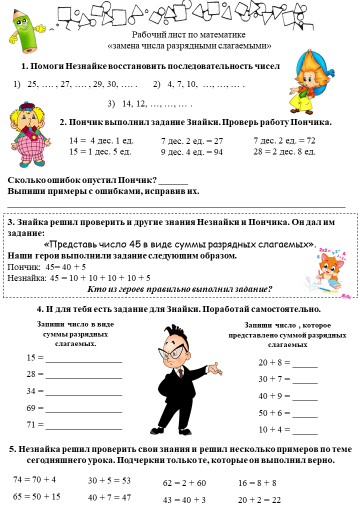 Рабочий лист по математике
«замена числа разрядными слагаемыми»
1. Помоги Незнайке восстановить последовательность чисел
1) 25, …. , 27, …. , 29, 30, …. . 2) 4, 7, 10, …, …, … .
3) 14, 12, …, …, … .
2. Пончик выполнил задание Знайки. Проверь работу Пончика.
14 = 4 дес. 1 ед. 7 дес. 2 ед. = 27 7 дес. 2 ед. = 72
15 = 1 дес. 5 ед. 9 дес. 4 ед. = 94 28 = 2 дес. 8 ед.
Сколько ошибок опустил Пончик? ______
Выпиши примеры с ошибками, исправив их.
3. Знайка решил проверить и другие знания Незнайки и Пончика. Он дал им
задание:
«Представь число 45 в виде суммы разрядных слагаемых».
Наши герои выполнили задание следующим образом.
Пончик: 45= 40 + 5
Незнайка: 45 = 10 + 10 + 10 + 10 + 5
Кто из героев правильно выполнил задание?
4. И для тебя есть задание для Знайки. Поработай самостоятельно.
Запиши число в виде
суммы разрядных
слагаемых.
15 = ______________
28 = ______________
34 = ______________
69 = ______________
71 = ______________
Запиши число , которое
представлено суммой разрядных
слагаемых
20 + 8 = _____
30 + 7 = _____
40 + 9 = _____
50 + 6 = _____
10 + 4 = _____
5. Незнайка решил проверить свои знания и решил несколько примеров по теме
сегодняшнего урока. Подчеркни только те, которые он выполнил верно.
74 = 70 + 4 30 + 5 = 53 62 = 2 + 60 16 = 8 + 8
65 = 50 + 15 40 + 7 = 47 43 = 40 + 3 20 + 2 = 22